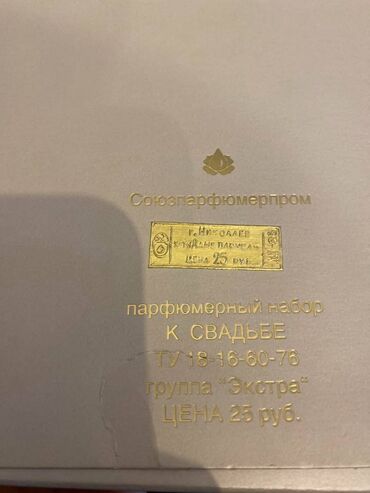 Союзпарфюмерпром
г. Николаев
ЦЕНА 25 РУБ.
парфюмерный набор
К СВАДЬБЕ
ТУ 18-16-60-76
группа "Экстра"
ЦЕНА 25 руб.